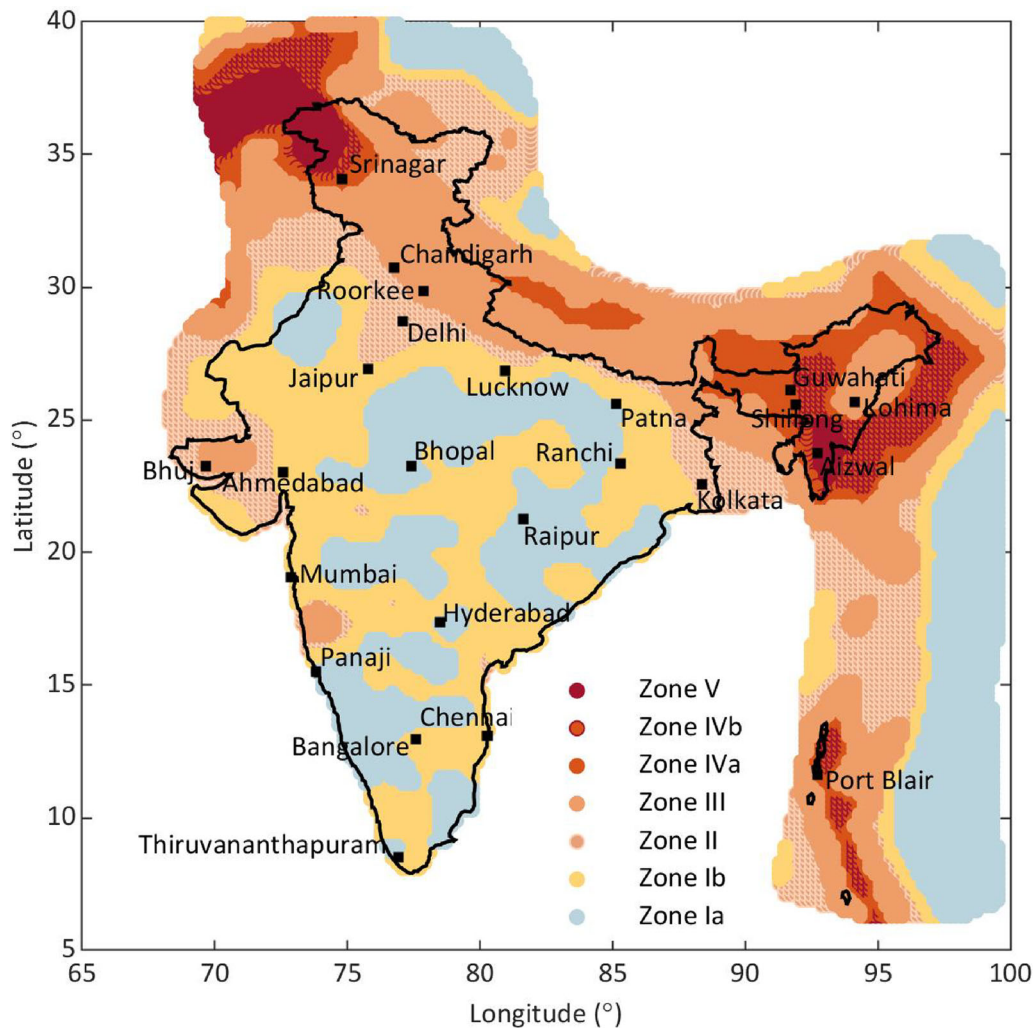 40
35
30
25
20
15
10
5
Latitude (°)
Srinagar
Chandigarh
Roorkee
Delhi
Jaipur
Lucknow
Guwahati
Patna
Shillong
Kohima
Bhopal
Ranchi
Bhuj
Ahmedabad
Aizwal
Kolkata
Raipur
Mumbai
Hyderabad
Panaji
Chennai
Bangalore
Port Blair
Thiruvananthapuram
Zone V
Zone IVb
Zone IVa
Zone III
Zone II
Zone Ib
Zone Ia
65 70 75 80 85 90 95 100
Longitude (°)